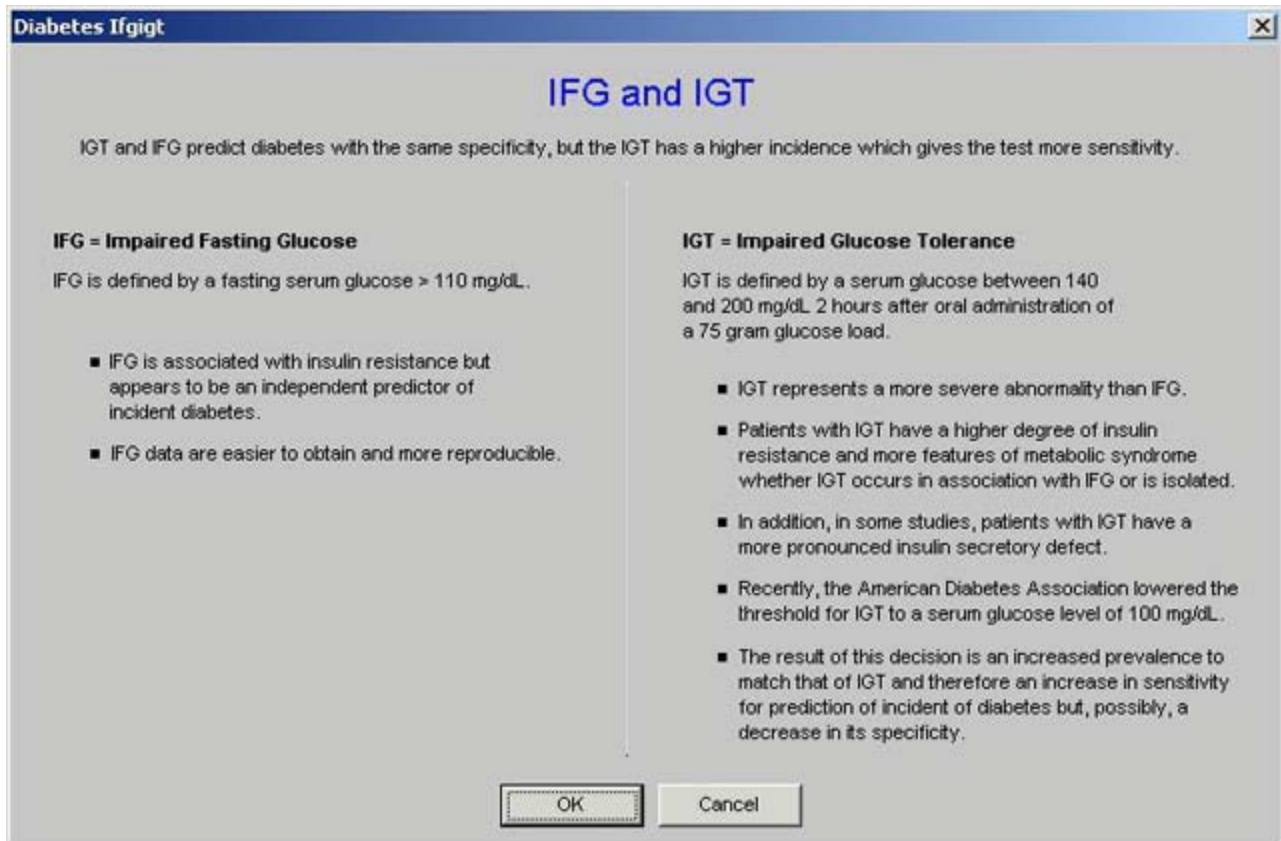 Diabetes Ifgigt
IFG and IGT
IGT and IFG predict diabetes with the same specificity, but the IGT has a higher incidence which gives the test more sensitivity.
IFG = Impaired Fasting Glucose
IFG is defined by a fasting serum glucose > 110 mg/dL.
■ IFG is associated with insulin resistance but
appears to be an independent predictor of
incident diabetes.
■ IFG data are easier to obtain and more reproducible.
IGT = Impaired Glucose Tolerance
IGT is defined by a serum glucose between 140
and 200 mg/dL 2 hours after oral administration of
a 75 gram glucose load.
■ IGT represents a more severe abnormality than IFG.
■ Patients with IGT have a higher degree of insulin
resistance and more features of metabolic syndrome
whether IGT occurs in association with IFG or is isolated.
■ In addition, in some studies, patients with IGT have a
more pronounced insulin secretory defect.
■ Recently, the American Diabetes Association lowered the
threshold for IGT to a serum glucose level of 100 mg/dL.
■ The result of this decision is an increased prevalence to
match that of IGT and therefore an increase in sensitivity
for prediction of incident of diabetes but, possibly, a
decrease in its specificity.
OK
Cancel